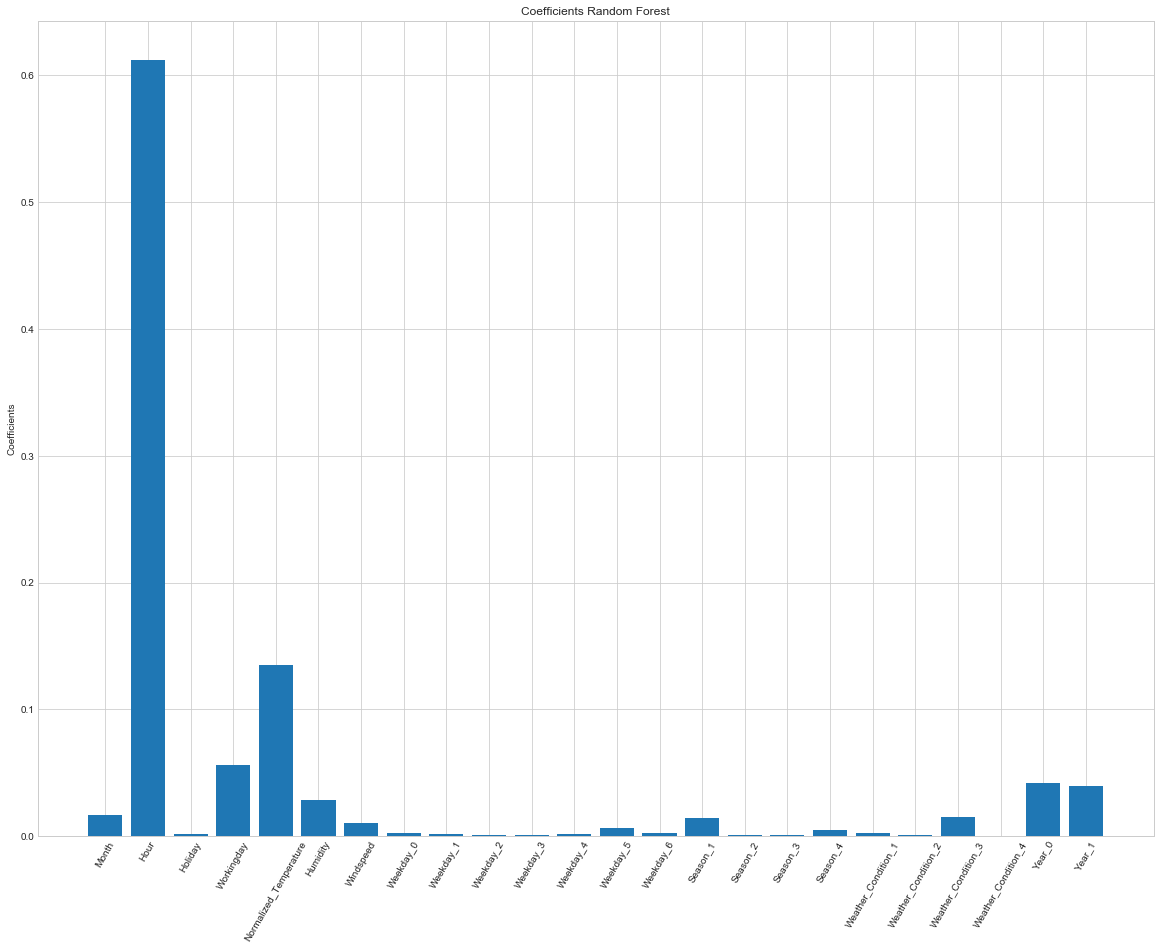 Coefficients Random Forest
Coefficients
0.6
0.5
0.4
0.3
0.2
0.1
0.0
Month
Hour
Holiday
Workingday
Normalized_Temperature
Humidity
Windspeed
Weekday_0
Weekday_1
Weekday_2
Weekday_3
Weekday_4
Weekday_5
Weekday_6
Season_1
Season_2
Season_3
Season_4
Weather_Condition_1
Weather_Condition_2
Weather_Condition_3
Weather_Condition_4
Year_0
Year_1